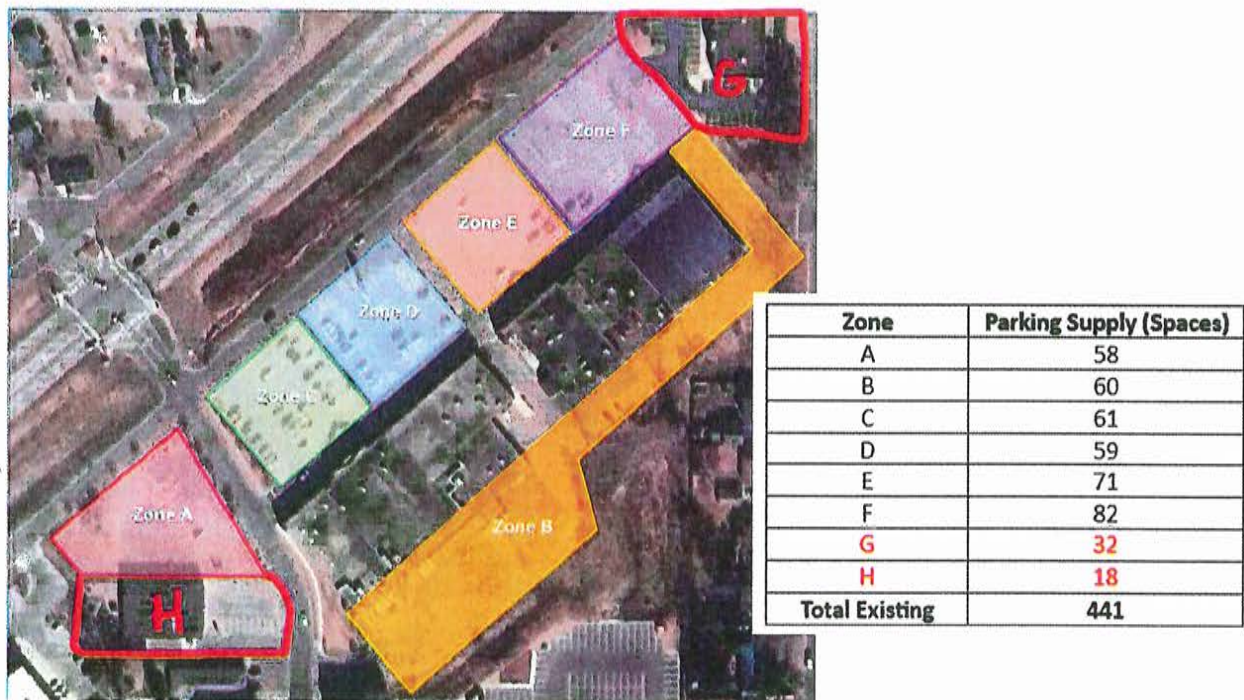 G
Zone F
Zone E
Zone D
Zone C
Zone A
Zone B
H
Zone Parking Supply (Spaces)
A 58
B 60
C 61
D 59
E 71
F 82
G 32
H 18
Total Existing 441